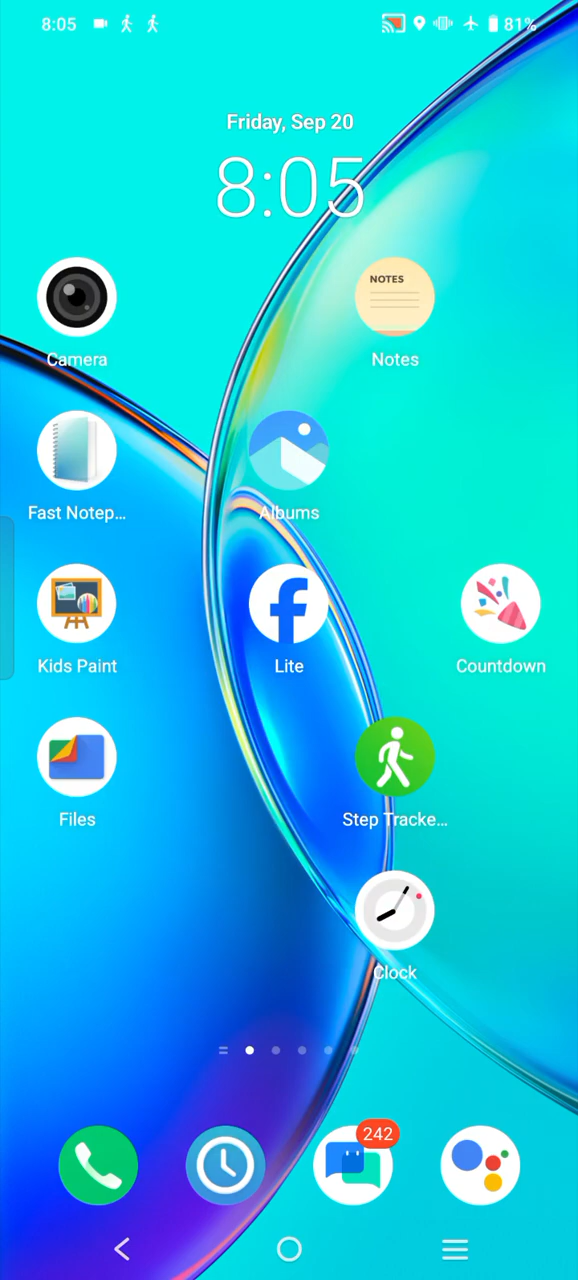 8:05
81%
Friday, Sep 20
8:05
NOTES
Camera
Notes
Fast Notep...
Albums
Kids Paint
Lite
Countdown
Files
Step Tracke...
Clock
242